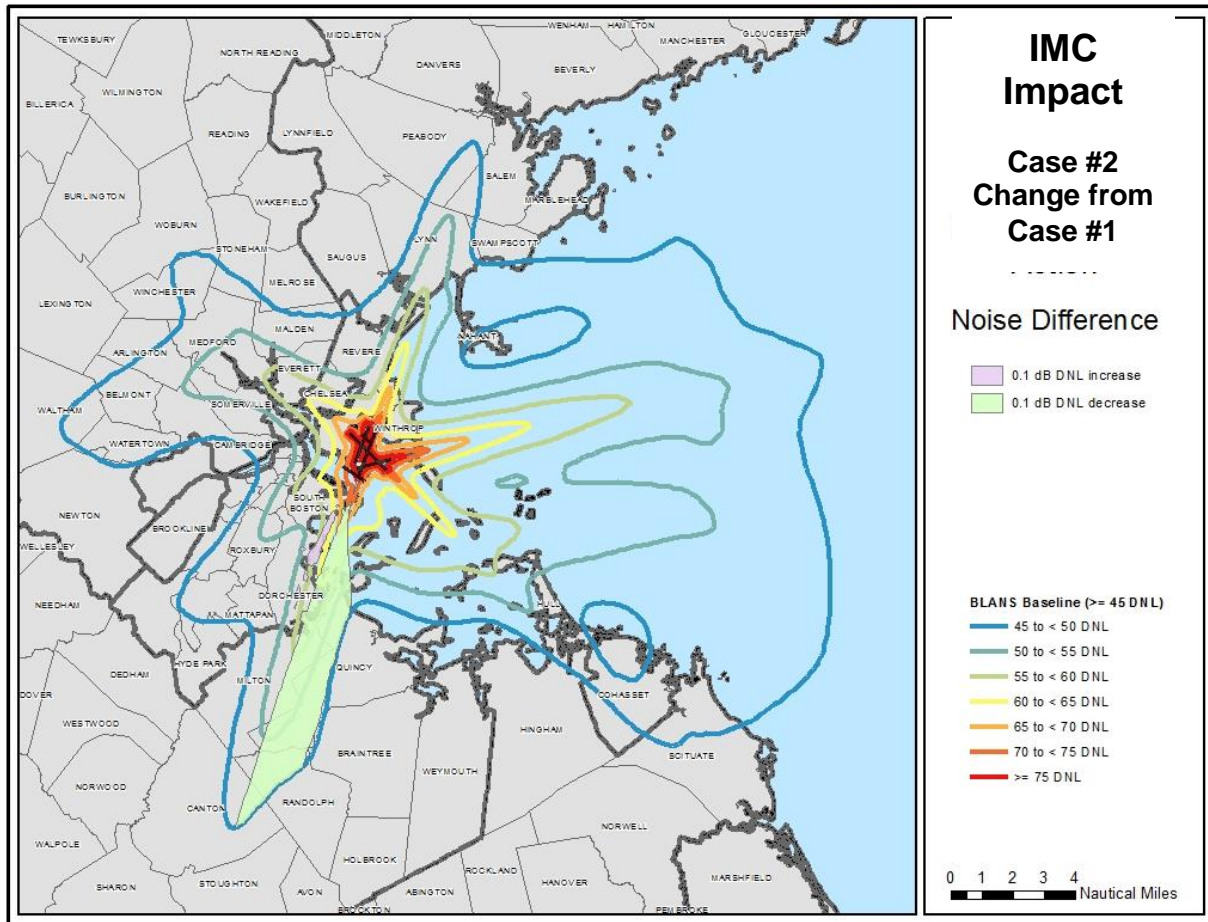 TEWKSBURY
MIDDLETON
WENHAM
HAMILTON
GLOUCESTER
MANCHESTER
NORTH READING
DANVERS
BEVERLY
WILMINGTON
BILLERICA
READING
LYNNFIELD
PEABODY
SALEM
BURLINGTON
WAKEFIELD
MARBLEHEAD
WOBURN
STONEHAM
LYNN
SWAMPSCOTT
SAUGUS
MELROSE
LEXINGTON
WINCHESTER
MALDEN
NAHANT
ARLINGTON
MEDFORD
REVERE
EVERETT
BELMONT
CHELSEA
WALTHAM
SOMERVILLE
WINTHROP
WATERTOWN
CAMBRIDGE
SOUTH
BOSTON
NEWTON
BROOKLINE
WELLESLEY
ROXBURY
NEEDHAM
DORCHESTER
HULL
MATTAPAN
HYDE PARK
QUINCY
DEDHAM
MILTON
COHASSET
DOVER
WESTWOOD
BRAINTREE
HINGHAM
WEYMOUTH
SCITUATE
NORWOOD
CANTON
RANDOLPH
NORWELL
WALPOLE
HOLBROOK
ROCKLAND
STOUGHTON
AVON
ABINGTON
HANOVER
MARSHFIELD
SHARON
BROCKTON
PEMBROKE
IMC
Impact
Case #2
Change from
Case #1
Noise Difference
0.1 dB DNL increase
0.1 dB DNL decrease
BLANS Baseline (>= 45 DNL)
45 to < 50 DNL
50 to < 55 DNL
55 to < 60 DNL
60 to < 65 DNL
65 to < 70 DNL
70 to < 75 DNL
>= 75 DNL
0 1 2 3 4
Nautical Miles